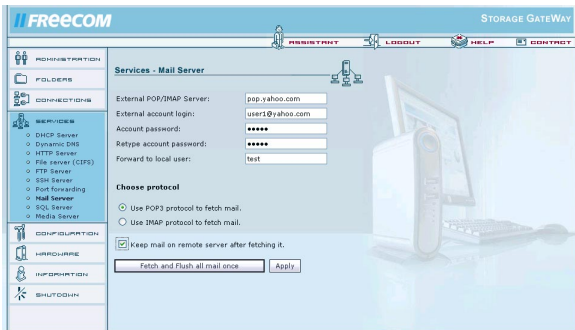 FREECOM
STORAGE GATEWAY
ASSISTANT LOGOUT HELP CONTACT
ADMINISTRATION
FOLDERS
CONNECTIONS
SERVICES
DHCP Server
Dynamic DNS
HTTP Server
File server (CIFS)
FTP Server
SSH Server
Port forwarding
Mail Server
SQL Server
Media Server
CONFIGURATION
HARDWARE
INFORMATION
SHUTDOWN
Services - Mail Server
External POP/IMAP Server: pop.yahoo.com
External account login: user1@yahoo.com
Account password: •••••
Retype account password: •••••
Forward to local user: test
Choose protocol
Use POP3 protocol to fetch mail.
Use IMAP protocol to fetch mail.
Keep mail on remote server after fetching it.
Fetch and Flush all mail once Apply